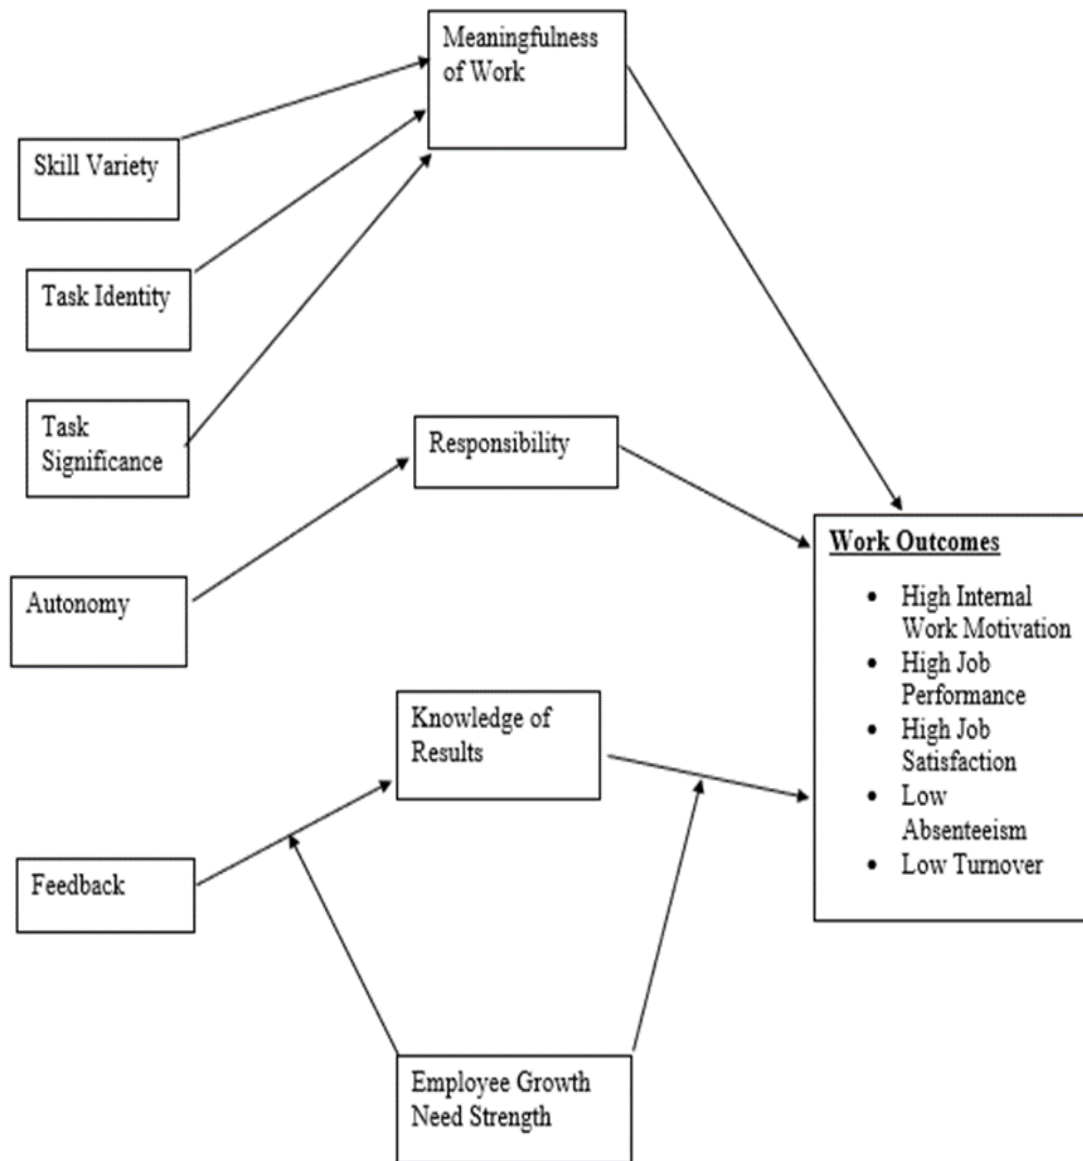 Meaningfulness
of Work
Skill Variety
Task Identity
Task
Significance
Responsibility
Autonomy
Work Outcomes
• High Internal
Work Motivation
• High Job
Performance
• High Job
Satisfaction
• Low
Absenteeism
• Low Turnover
Knowledge of
Results
Feedback
Employee Growth
Need Strength